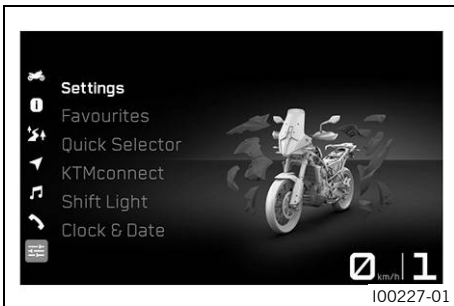 Settings
Favourites
Quick Selector
KTMconnect
Shift Light
Clock & Date
0 km/h 1
I00227-01